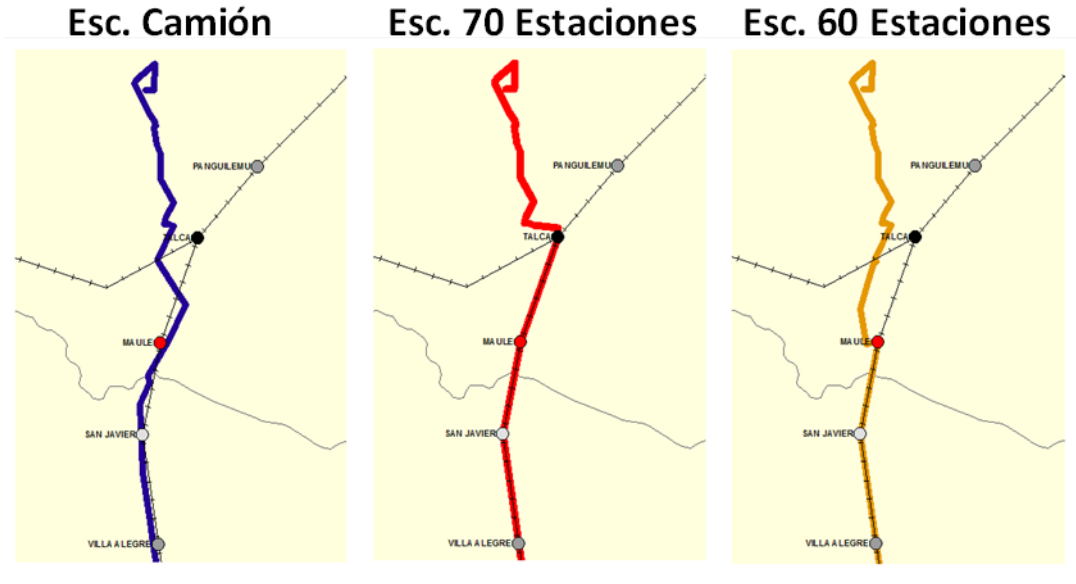 Esc. Camión
Esc. 70 Estaciones
Esc. 60 Estaciones
PANGUILEMU
TALCA
MAULE
SAN JAVIER
VILLA ALEGRE
PANGUILEMU
TALCA
MAULE
SAN JAVIER
VILLA ALEGRE
PANGUILEMU
TALCA
MAULE
SAN JAVIER
VILLA ALEGRE